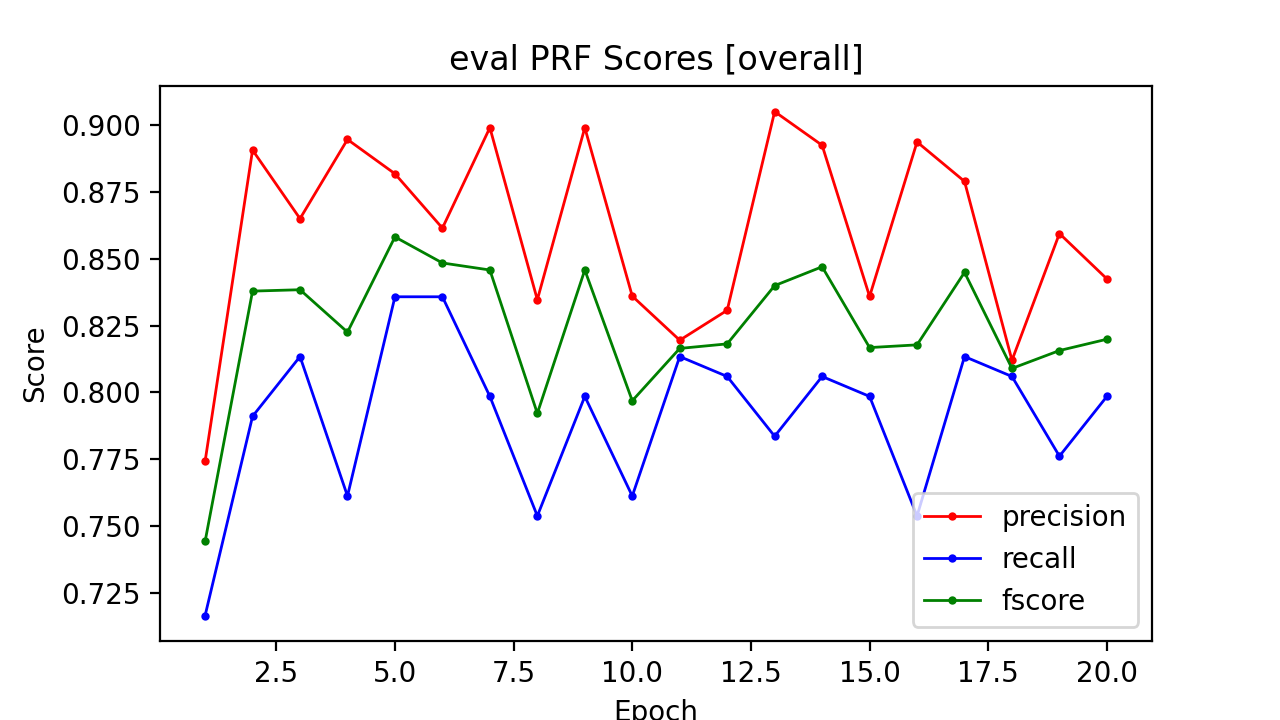 eval PRF Scores [overall]
0.900
0.875
0.850
0.825
0.800
0.775
0.750
0.725
Score
2.5 5.0 7.5 10.0 12.5 15.0 17.5 20.0
Epoch
precision
recall
fscore